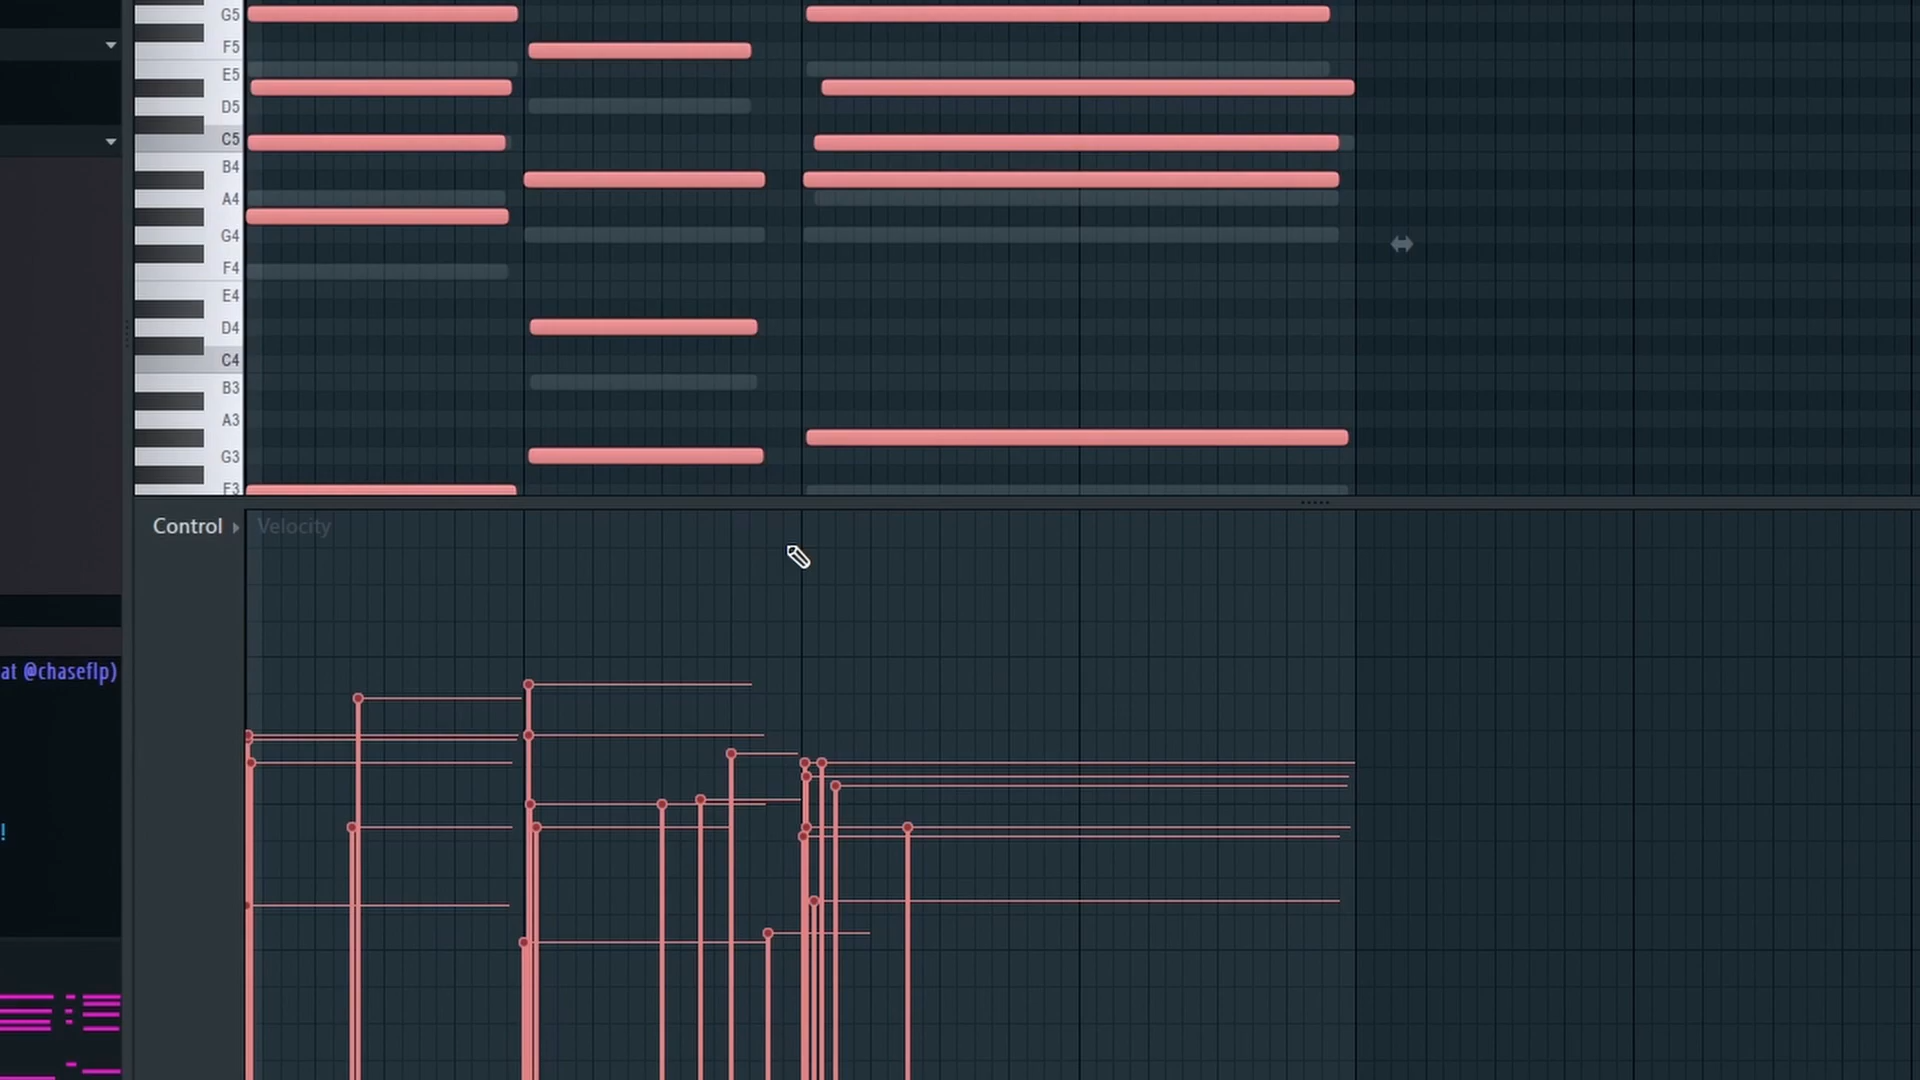 G5
F5
E5
D5
C5
B4
A4
G4
F4
E4
D4
C4
B3
A3
G3
F3
Control Velocity
at @chaseflp)
!